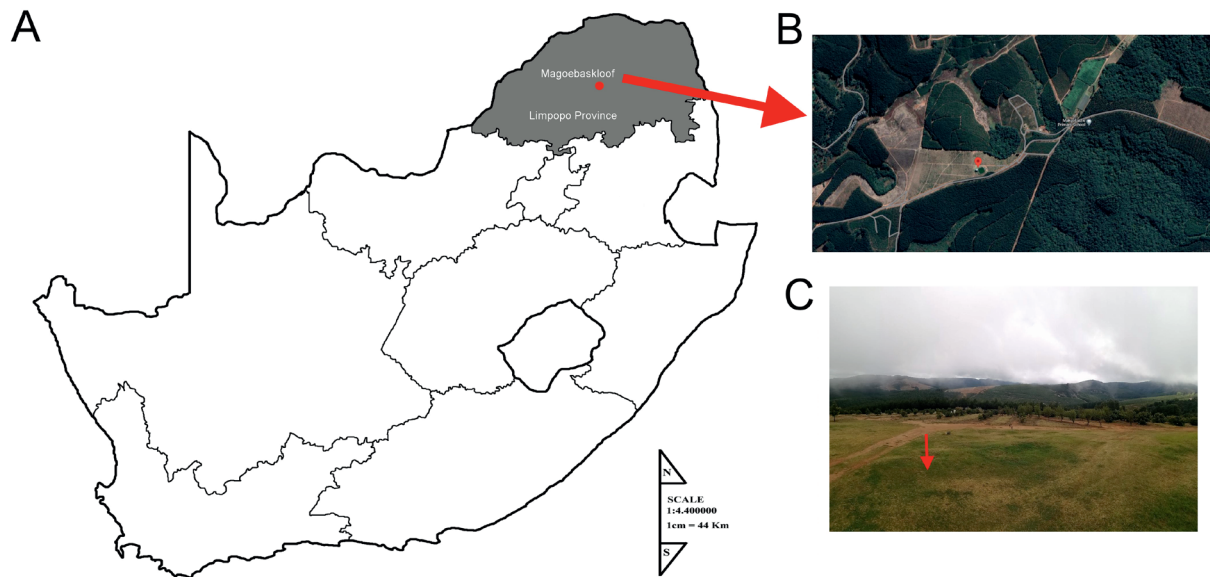 A
Magoebaskloof
Limpopo Province
N
SCALE
1:4.400000
1cm = 44 Km
S
B
C